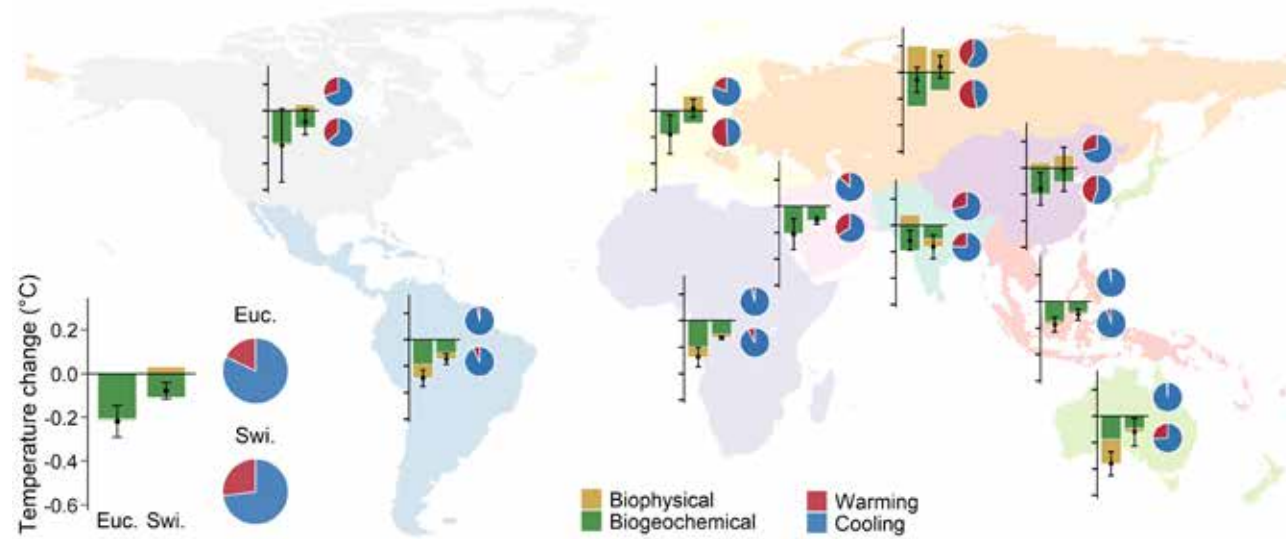 Temperature change (°C)
0.2
0.0
-0.2
-0.4
-0.6
Euc. Swi.
Euc.
Swi.
Biophysical
Biogeochemical
Warming
Cooling